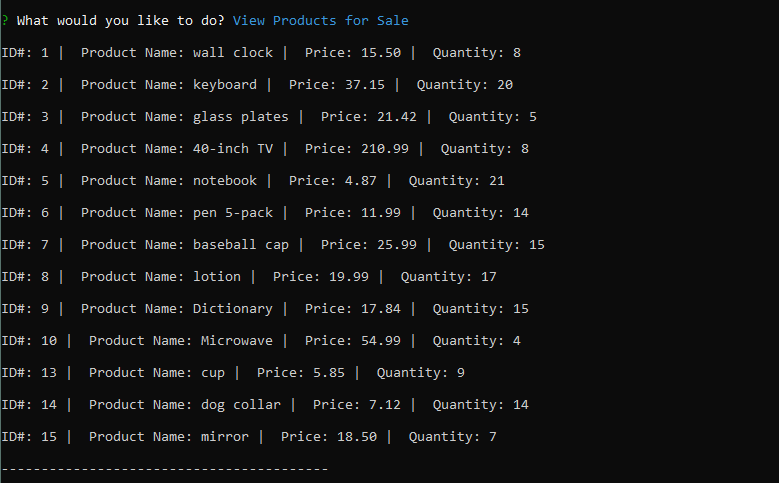 ? What would you like to do? View Products for Sale
ID#: 1 |  Product Name: wall clock |  Price: 15.50 |  Quantity: 8
ID#: 2 |  Product Name: keyboard |  Price: 37.15 |  Quantity: 20
ID#: 3 |  Product Name: glass plates |  Price: 21.42 |  Quantity: 5
ID#: 4 |  Product Name: 40-inch TV |  Price: 210.99 |  Quantity: 8
ID#: 5 |  Product Name: notebook |  Price: 4.87 |  Quantity: 21
ID#: 6 |  Product Name: pen 5-pack |  Price: 11.99 |  Quantity: 14
ID#: 7 |  Product Name: baseball cap |  Price: 25.99 |  Quantity: 15
ID#: 8 |  Product Name: lotion |  Price: 19.99 |  Quantity: 17
ID#: 9 |  Product Name: Dictionary |  Price: 17.84 |  Quantity: 15
ID#: 10 |  Product Name: Microwave |  Price: 54.99 |  Quantity: 4
ID#: 13 |  Product Name: cup |  Price: 5.85 |  Quantity: 9
ID#: 14 |  Product Name: dog collar |  Price: 7.12 |  Quantity: 14
ID#: 15 |  Product Name: mirror |  Price: 18.50 |  Quantity: 7
-----------------------------------------